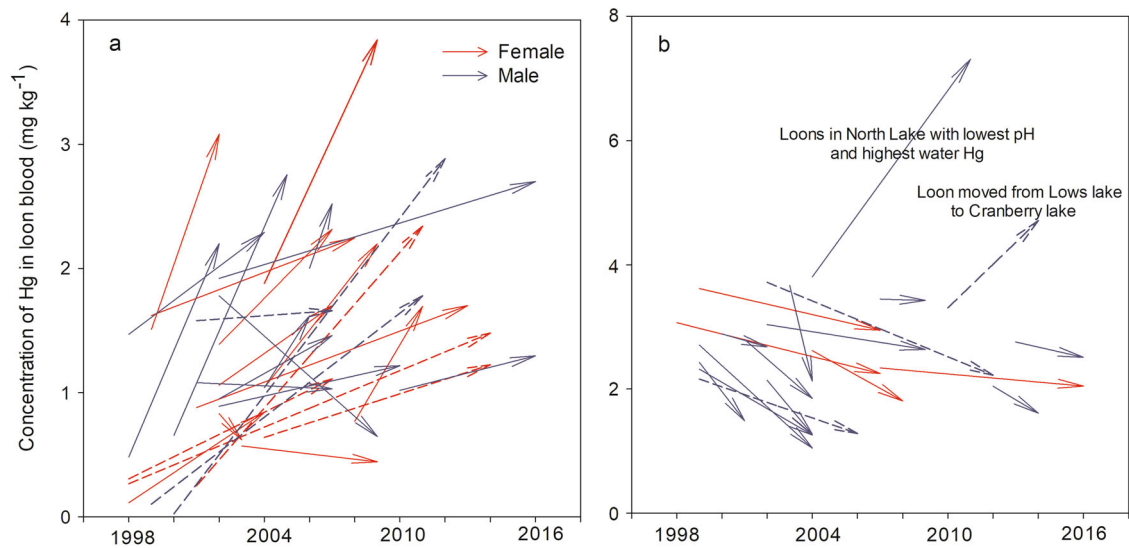 Concentration of Hg in loon blood (mg kg⁻¹)
a
Female
Male
4
3
2
1
0
1998
2004
2010
2016
b
8
6
4
2
0
Loons in North Lake with lowest pH
and highest water Hg
Loon moved from Lows lake
to Cranberry lake
1998
2004
2010
2016